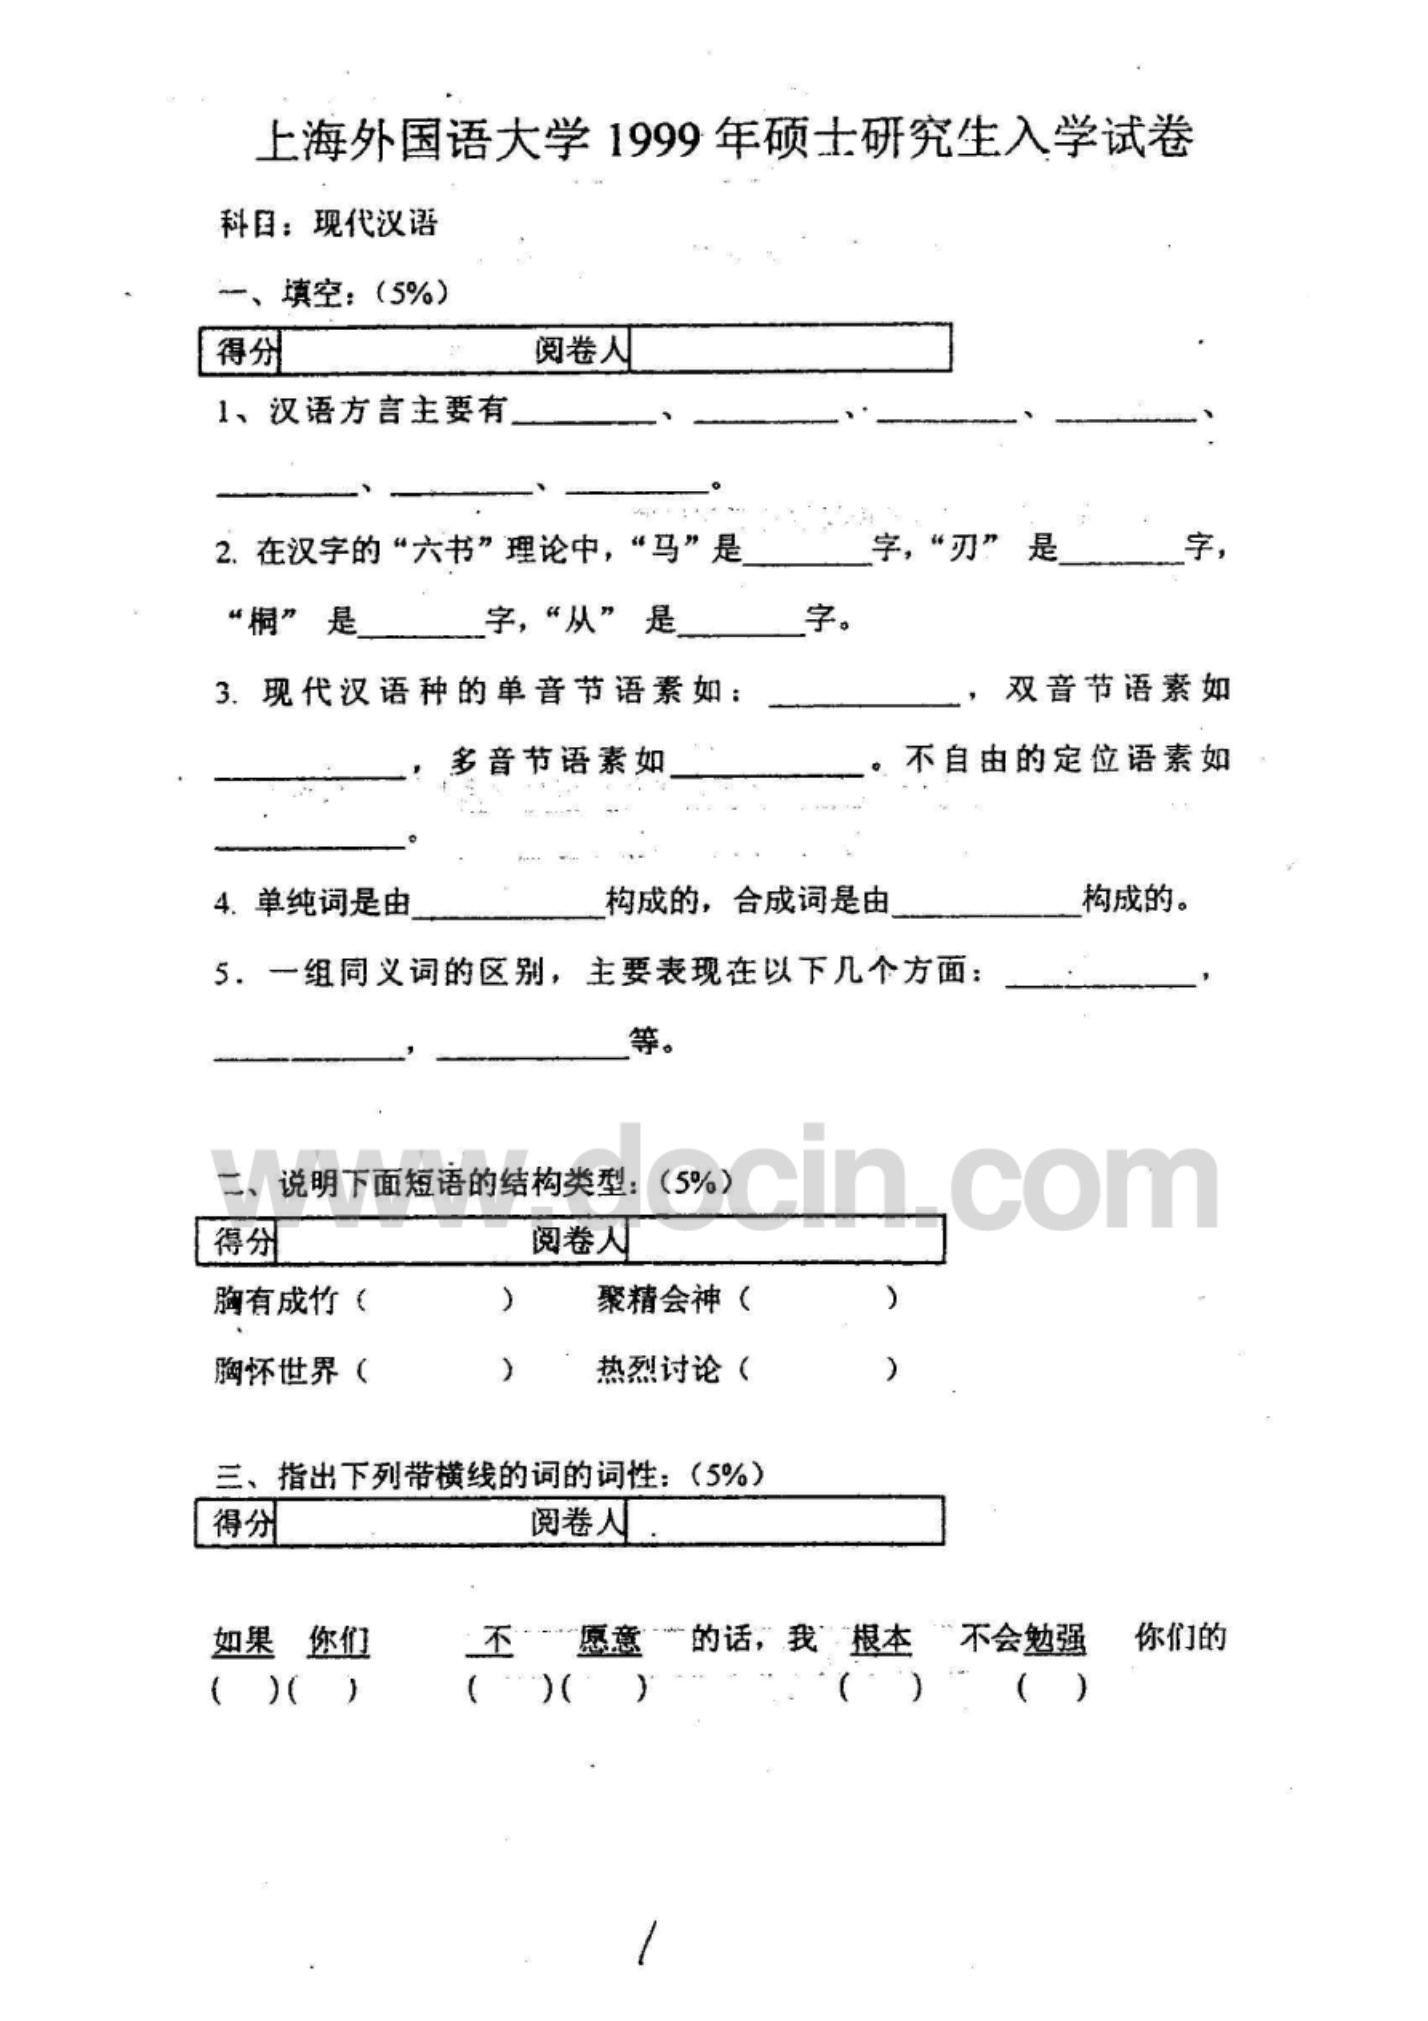 上海外国语大学 1999 年硕士研究生入学试卷
科目：现代汉语
一、填空：（5%）
得分 阅卷人
1、汉语方言主要有________、________、________、________、
________、________、________。
2. 在汉字的“六书”理论中，“马”是_______字，“刃” 是_______字，
“桐” 是_______字，“从” 是_______字。
3. 现代汉语种的单音节语素如：__________，双音节语素如
__________，多音节语素如__________。不自由的定位语素如
__________。
4. 单纯词是由__________构成的，合成词是由__________构成的。
5. 一组同义词的区别，主要表现在以下几个方面：__________，
__________，__________等。
www.docin.com
二、说明下面短语的结构类型：（5%）
得分 阅卷人
胸有成竹（ ） 聚精会神（ ）
胸怀世界（ ） 热烈讨论（ ）
三、指出下列带横线的词的词性：（5%）
得分 阅卷人
如果 你们 不 愿意 的话，我 根本 不会勉强 你们的
( )( ) ( )( ) ( ) ( )
1